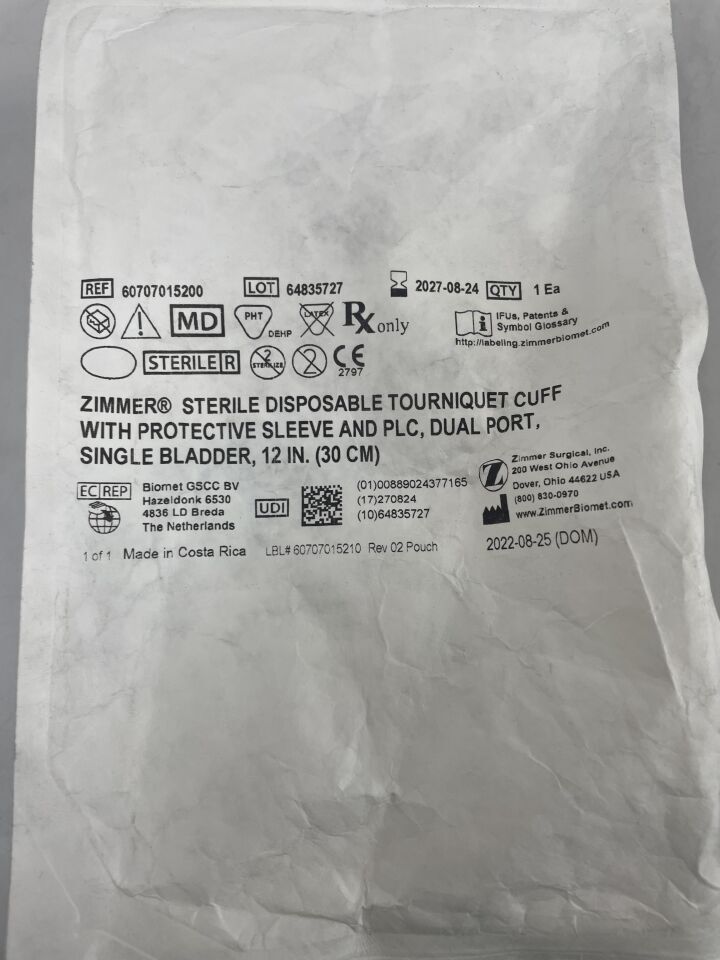 REF 60707015200 LOT 64835727 2027-08-24 QTY 1 Ea
MD PHT DEHP LATEX Rx only
IFUs, Patents &
Symbol Glossary
http://labeling.zimmerbiomet.com
STERILE R 2 STERILIZE 2 CE
2797
ZIMMER® STERILE DISPOSABLE TOURNIQUET CUFF
WITH PROTECTIVE SLEEVE AND PLC, DUAL PORT,
SINGLE BLADDER, 12 IN. (30 CM)
EC REP Biomet GSCC BV
Hazeldonk 6530
4836 LD Breda
The Netherlands
UDI
(01)00889024377165
(17)270824
(10)64835727
Z Zimmer Surgical, Inc.
200 West Ohio Avenue
Dover, Ohio 44622 USA
(800) 830-0970
www.ZimmerBiomet.com
1 of 1 Made in Costa Rica LBL# 60707015210 Rev 02 Pouch
2022-08-25 (DOM)